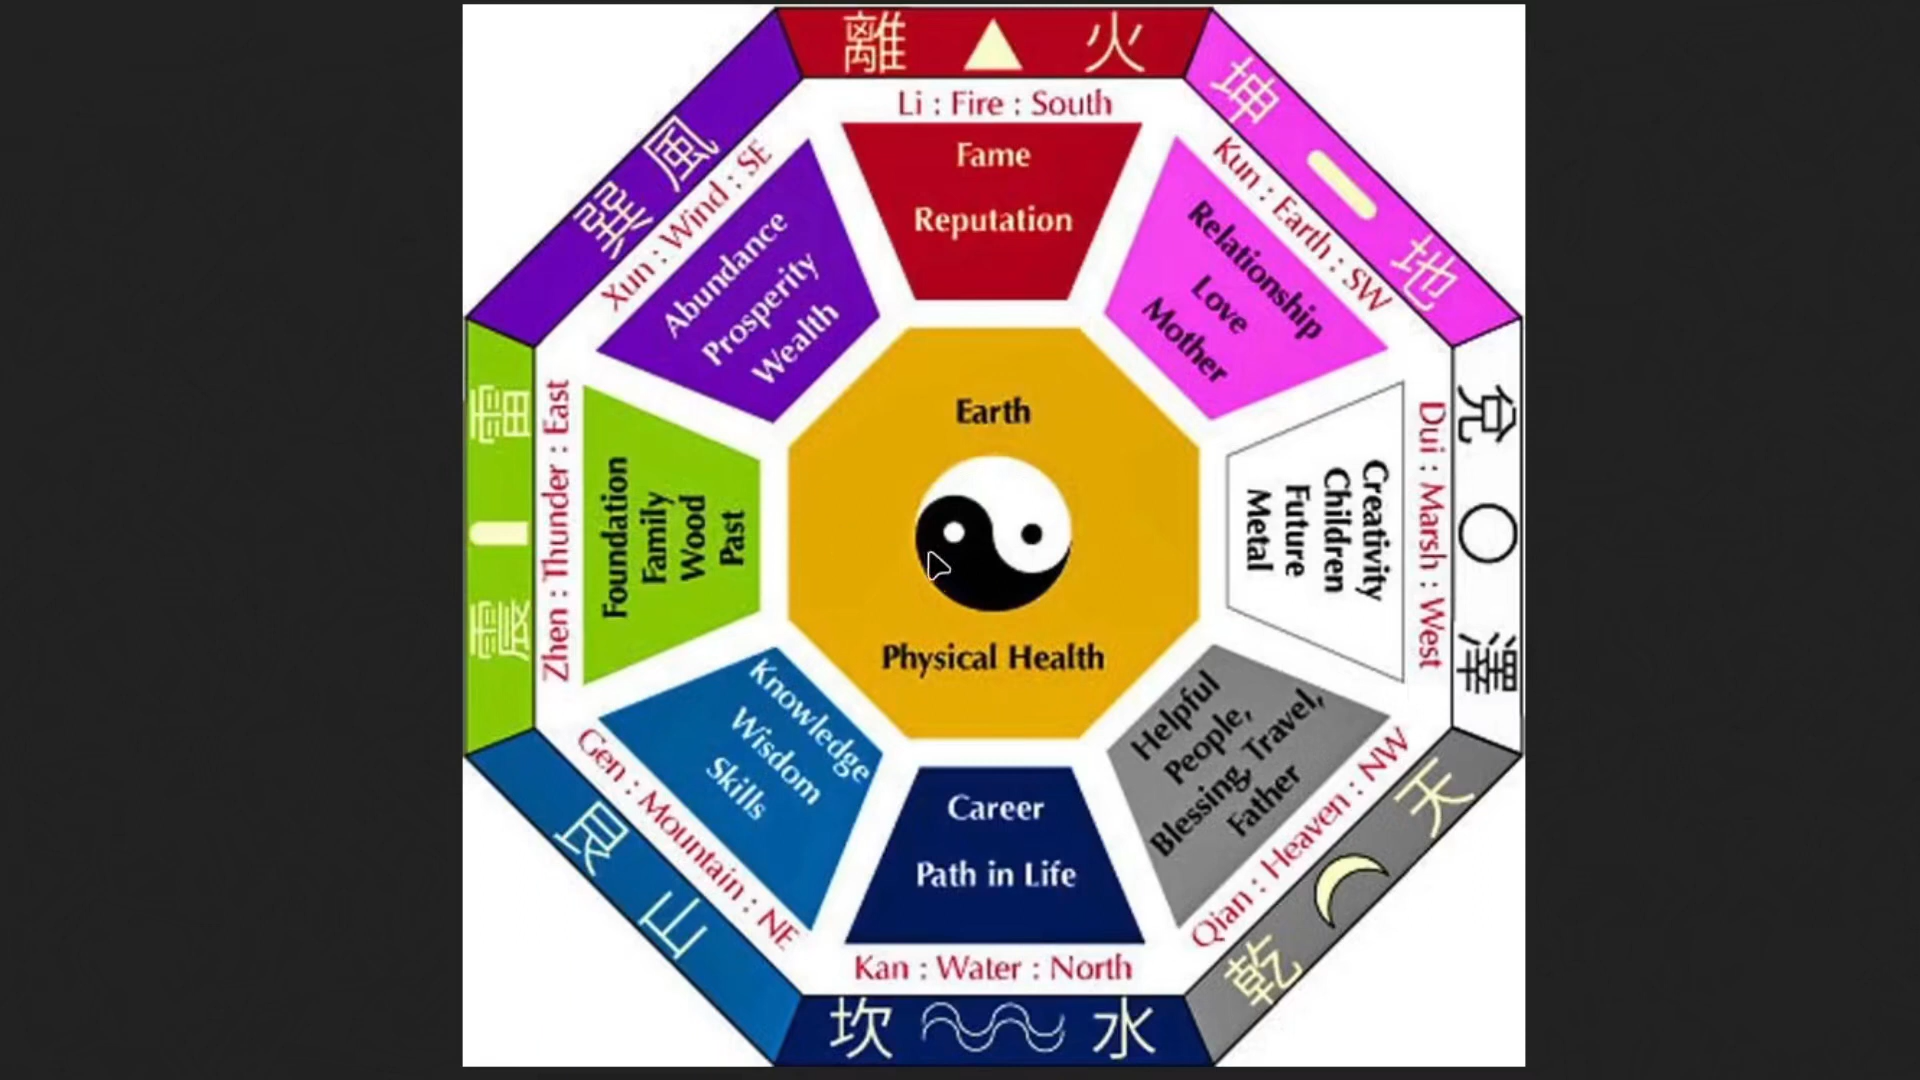 離 火
Li : Fire : South
Fame
Reputation
坤 地
Kun : Earth : SW
Relationship
Love
Mother
兌 澤
Dui : Marsh : West
Creativity
Children
Future
Metal
天 乾
Qian : Heaven : NW
Helpful
People,
Blessing, Travel,
Father
坎 水
Kan : Water : North
Career
Path in Life
艮 山
Gen : Mountain : NE
Knowledge
Wisdom
Skills
雷 震
Zhen : Thunder : East
Foundation
Family
Wood
Past
巽 風
Xun : Wind : SE
Abundance
Prosperity
Wealth
Earth
Physical Health